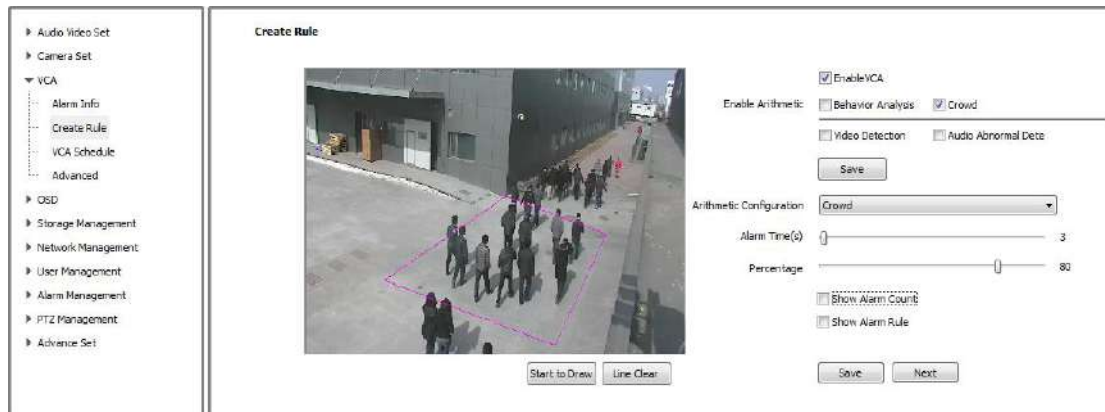 Audio Video Set
Camera Set
VCA
Alarm Info
Create Rule
VCA Schedule
Advanced
OSD
Storage Management
Network Management
User Management
Alarm Management
PTZ Management
Advance Set
Create Rule
EnableVCA
Enable Arithmetic Behavior Analysis Crowd
Video Detection Audio Abnormal Dete
Save
Arithmetic Configuration Crowd
Alarm Time(s) 3
Percentage 80
Show Alarm Count
Show Alarm Rule
Start to Draw Line Clear Save Next